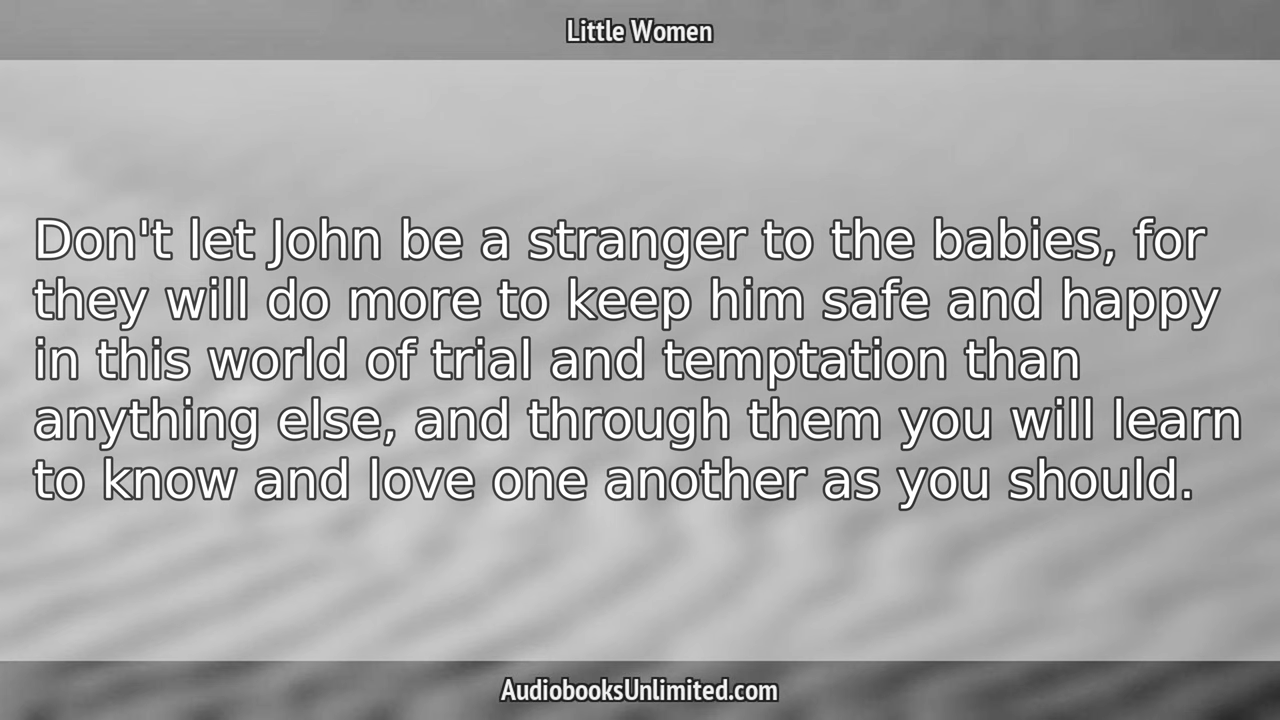 Little Women
Don't let John be a stranger to the babies, for
they will do more to keep him safe and happy
in this world of trial and temptation than
anything else, and through them you will learn
to know and love one another as you should.
AudiobooksUnlimited.com